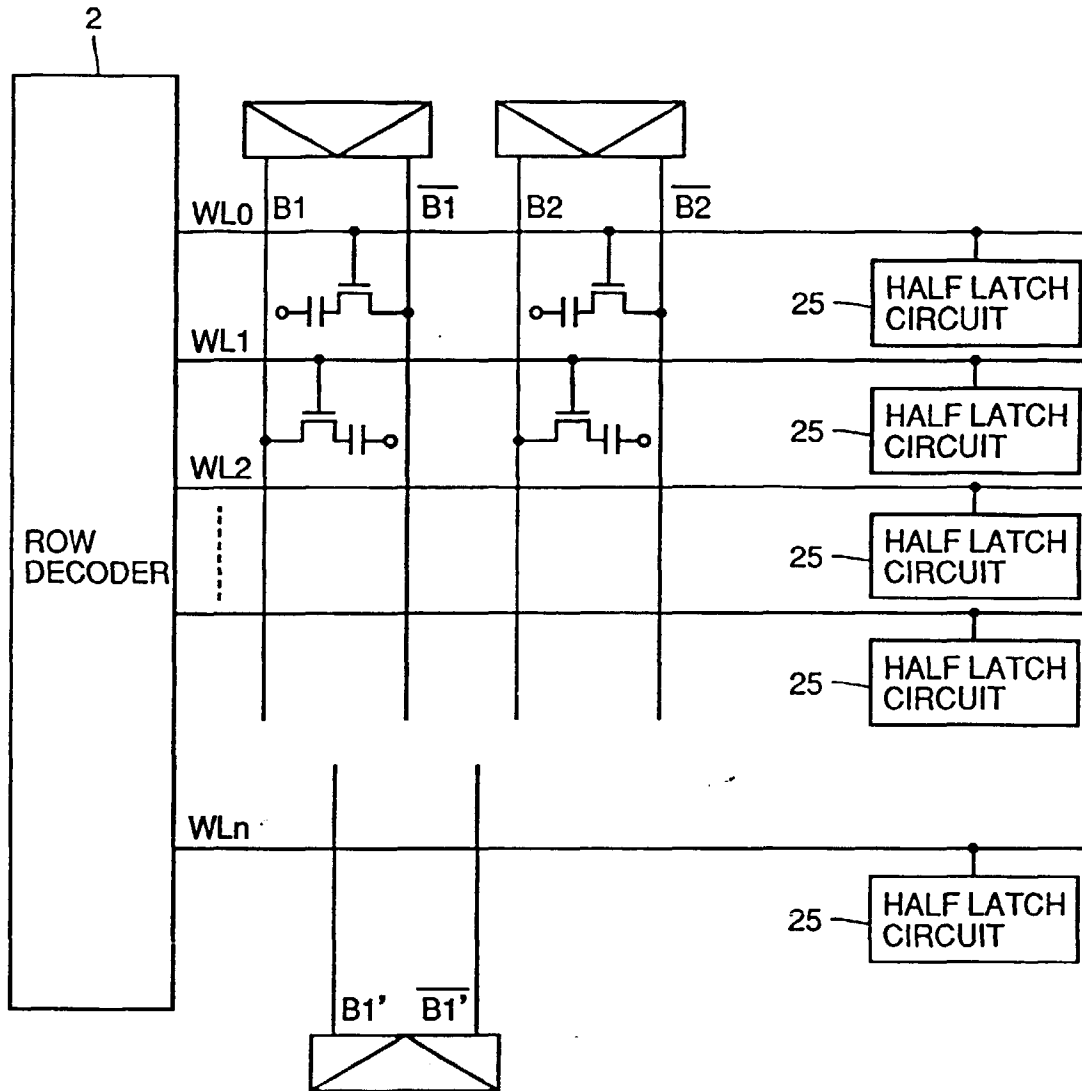 2
B1
B1̅
B2
B2̅
WL0
25
HALF LATCH
CIRCUIT
WL1
25
HALF LATCH
CIRCUIT
WL2
ROW
DECODER
25
HALF LATCH
CIRCUIT
25
HALF LATCH
CIRCUIT
WLn
25
HALF LATCH
CIRCUIT
B1'
B1̅'